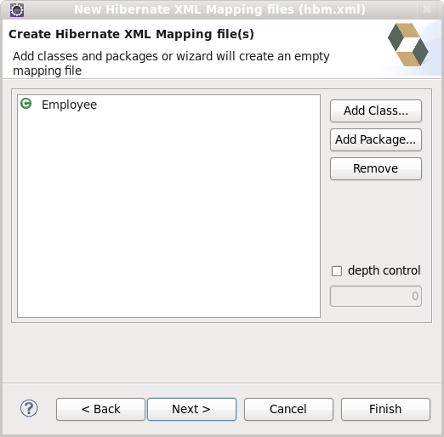 New Hibernate XML Mapping files (hbm.xml)
Create Hibernate XML Mapping file(s)
Add classes and packages or wizard will create an empty
mapping file
C Employee
Add Class...
Add Package...
Remove
depth control
0
? < Back Next > Cancel Finish